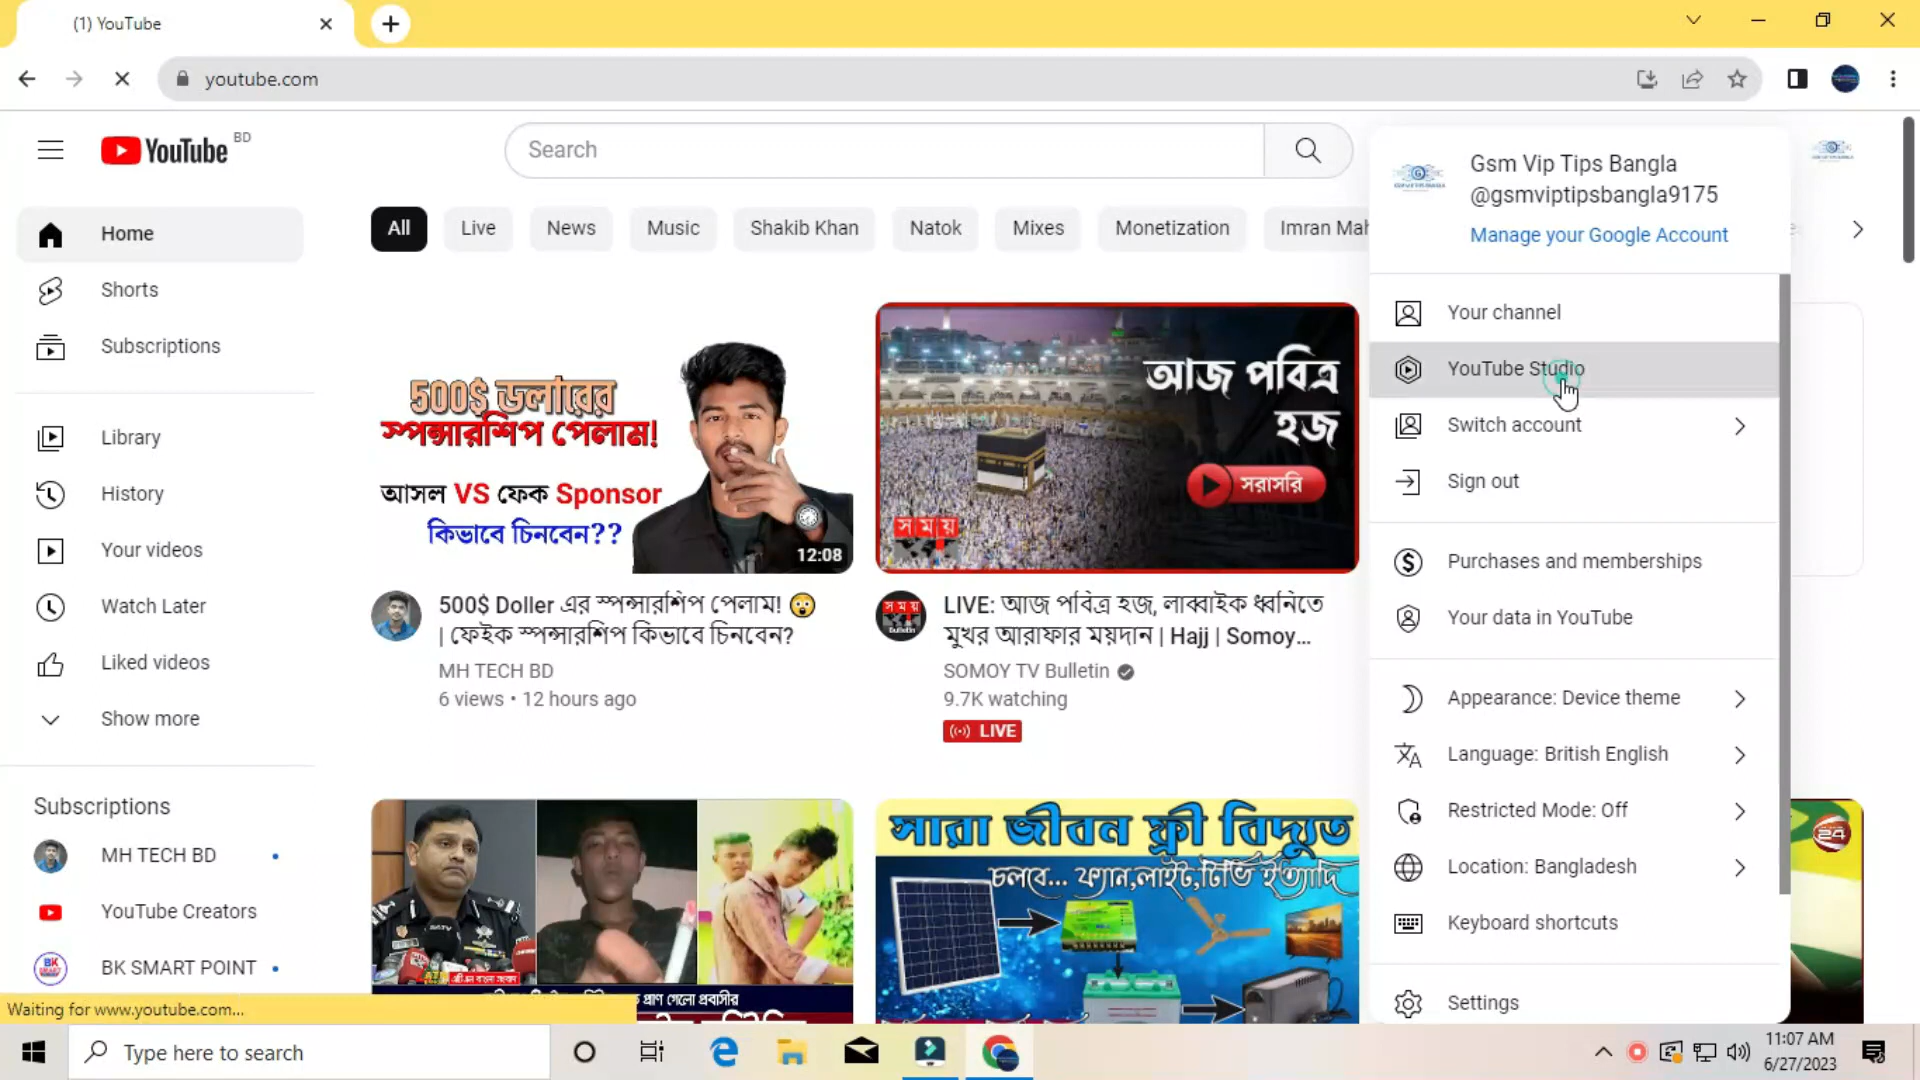 (1) YouTube
youtube.com
YouTube BD
Search
Gsm Vip Tips Bangla
@gsmviptipsbangla9175
Manage your Google Account
Home
Shorts
Subscriptions
Library
History
Your videos
Watch Later
Liked videos
Show more
Subscriptions
MH TECH BD
YouTube Creators
BK SMART POINT
All
Live
News
Music
Shakib Khan
Natok
Mixes
Monetization
Imran Mah
500$ ডলারের
স্পন্সারশিপ পেলাম!
আসল VS ফেক Sponsor
কিভাবে চিনবেন??
12:08
500$ Doller এর স্পন্সারশিপ পেলাম! 😲
| ফেইক স্পন্সারশিপ কিভাবে চিনবেন?
MH TECH BD
6 views • 12 hours ago
আজ পবিত্র
হজ
সরাসরি
সময়
LIVE: আজ পবিত্র হজ, লাব্বাইক ধ্বনিতে
মুখর আরাফার ময়দান | Hajj | Somoy...
SOMOY TV Bulletin
9.7K watching
LIVE
প্রাণ গেলো প্রবাসীর
সারা জীবন ফ্রী বিদ্যুত
চলবে... ফ্যান,লাইট,টিভি ইত্যাদি
24
Your channel
YouTube Studio
Switch account
Sign out
Purchases and memberships
Your data in YouTube
Appearance: Device theme
Language: British English
Restricted Mode: Off
Location: Bangladesh
Keyboard shortcuts
Settings
Waiting for www.youtube.com...
Type here to search
11:07 AM
6/27/2023